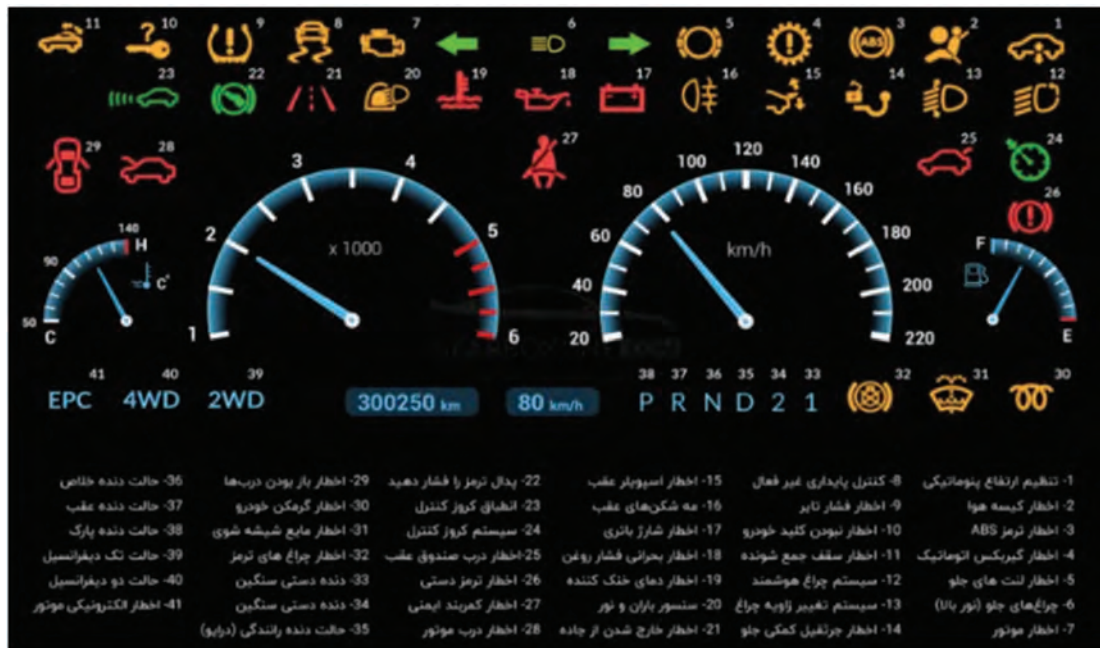 11 10 9 8 7 6 5 4 3 2 1
ABS
23 22 21 20 19 18 17 16 15 14 13 12
29 28 27 25 24
26
140 H
90
50
C
C°
1 2 3 4 5 6
x 1000
20 40 60 80 100 120 140 160 180 200 220
km/h
F
E
41 40 39 38 37 36 35 34 33 32 31 30
EPC 4WD 2WD 300250 km 80 km/h P R N D 2 1
1- تنظیم ارتفاع پنوماتیکی
2- اخطار کیسه هوا
3- اخطار ترمز ABS
4- اخطار گیربکس اتوماتیک
5- اخطار لنت های جلو
6- چراغ‌های جلو (نور بالا)
7- اخطار موتور
8- کنترل پایداری غیر فعال
9- اخطار فشار تایر
10- اخطار نبودن کلید خودرو
11- اخطار سقف جمع شونده
12- سیستم چراغ هوشمند
13- سیستم تغییر زاویه چراغ
14- اخطار جرثقیل کمکی جلو
15- اخطار اسپویلر عقب
16- مه شکن‌های عقب
17- اخطار شارژ باتری
18- اخطار بحرانی فشار روغن
19- اخطار دمای خنک کننده
20- سنسور باران و نور
21- اخطار خارج شدن از جاده
22- پدال ترمز را فشار دهید
23- انطباق کروز کنترل
24- سیستم کروز کنترل
25- اخطار درب صندوق عقب
26- اخطار ترمز دستی
27- اخطار کمربند ایمنی
28- اخطار درب موتور
29- اخطار باز بودن درب‌ها
30- اخطار گرمکن خودرو
31- اخطار مایع شیشه شوی
32- اخطار چراغ های ترمز
33- دنده دستی سنگین
34- دنده دستی سنگین
35- حالت دنده رانندگی (درایو)
36- حالت دنده خلاص
37- حالت دنده عقب
38- حالت دنده پارک
39- حالت تک دیفرانسیل
40- حالت دو دیفرانسیل
41- اخطار الکترونیکی موتور